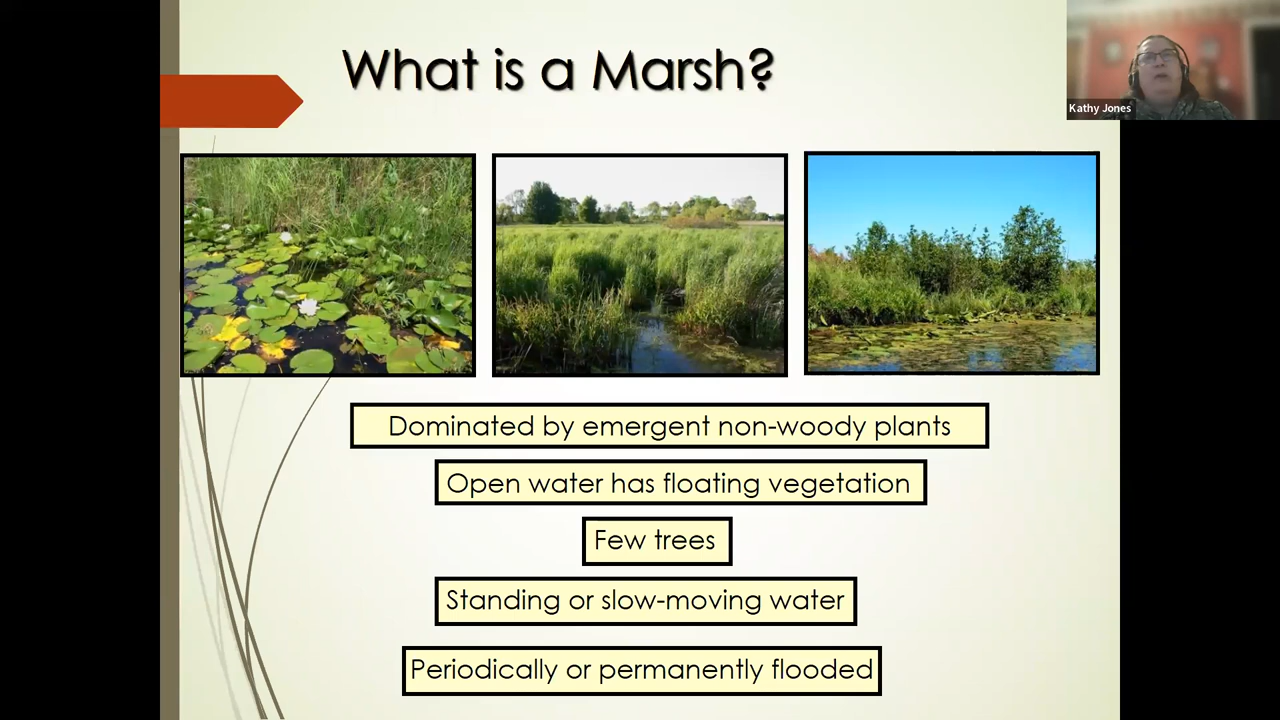 What is a Marsh?
Kathy Jones
Dominated by emergent non-woody plants
Open water has floating vegetation
Few trees
Standing or slow-moving water
Periodically or permanently flooded